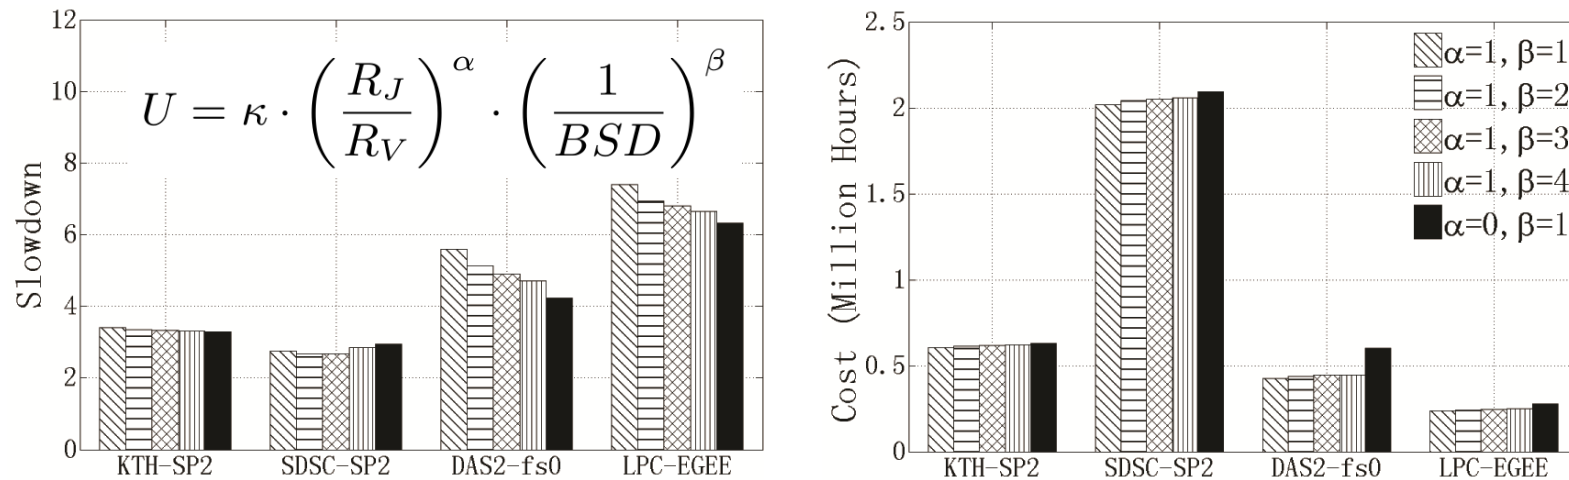 12
10
8
6
4
2
0
Slowdown
U = κ · (R_J / R_V)^α · (1 / BSD)^β
KTH-SP2 SDSC-SP2 DAS2-fs0 LPC-EGEE
2.5
2
1.5
1
0.5
0
Cost (Million Hours)
α=1, β=1
α=1, β=2
α=1, β=3
α=1, β=4
α=0, β=1
KTH-SP2 SDSC-SP2 DAS2-fs0 LPC-EGEE